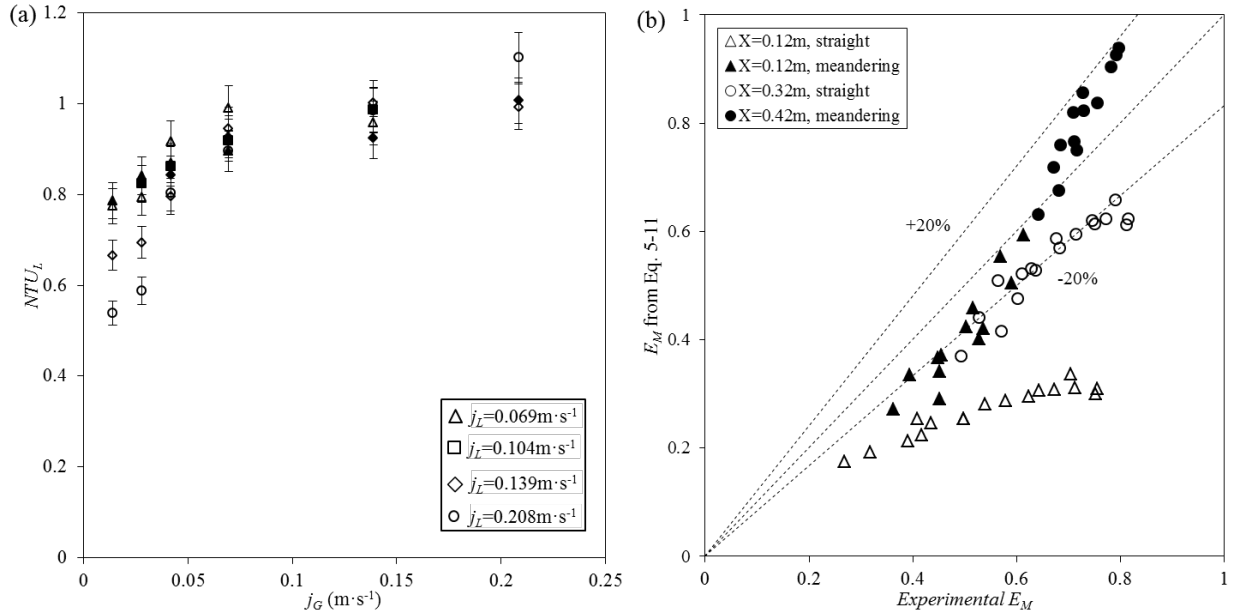 (a)
1.2
1
0.8
0.6
0.4
0.2
0
NTU_L
0
0.05
0.1
0.15
0.2
0.25
j_G (m·s⁻¹)
j_L=0.069m·s⁻¹
j_L=0.104m·s⁻¹
j_L=0.139m·s⁻¹
j_L=0.208m·s⁻¹
(b)
1
0.8
0.6
0.4
0.2
0
E_M from Eq. 5-11
X=0.12m, straight
X=0.12m, meandering
X=0.32m, straight
X=0.42m, meandering
+20%
-20%
0
0.2
0.4
0.6
0.8
1
Experimental E_M